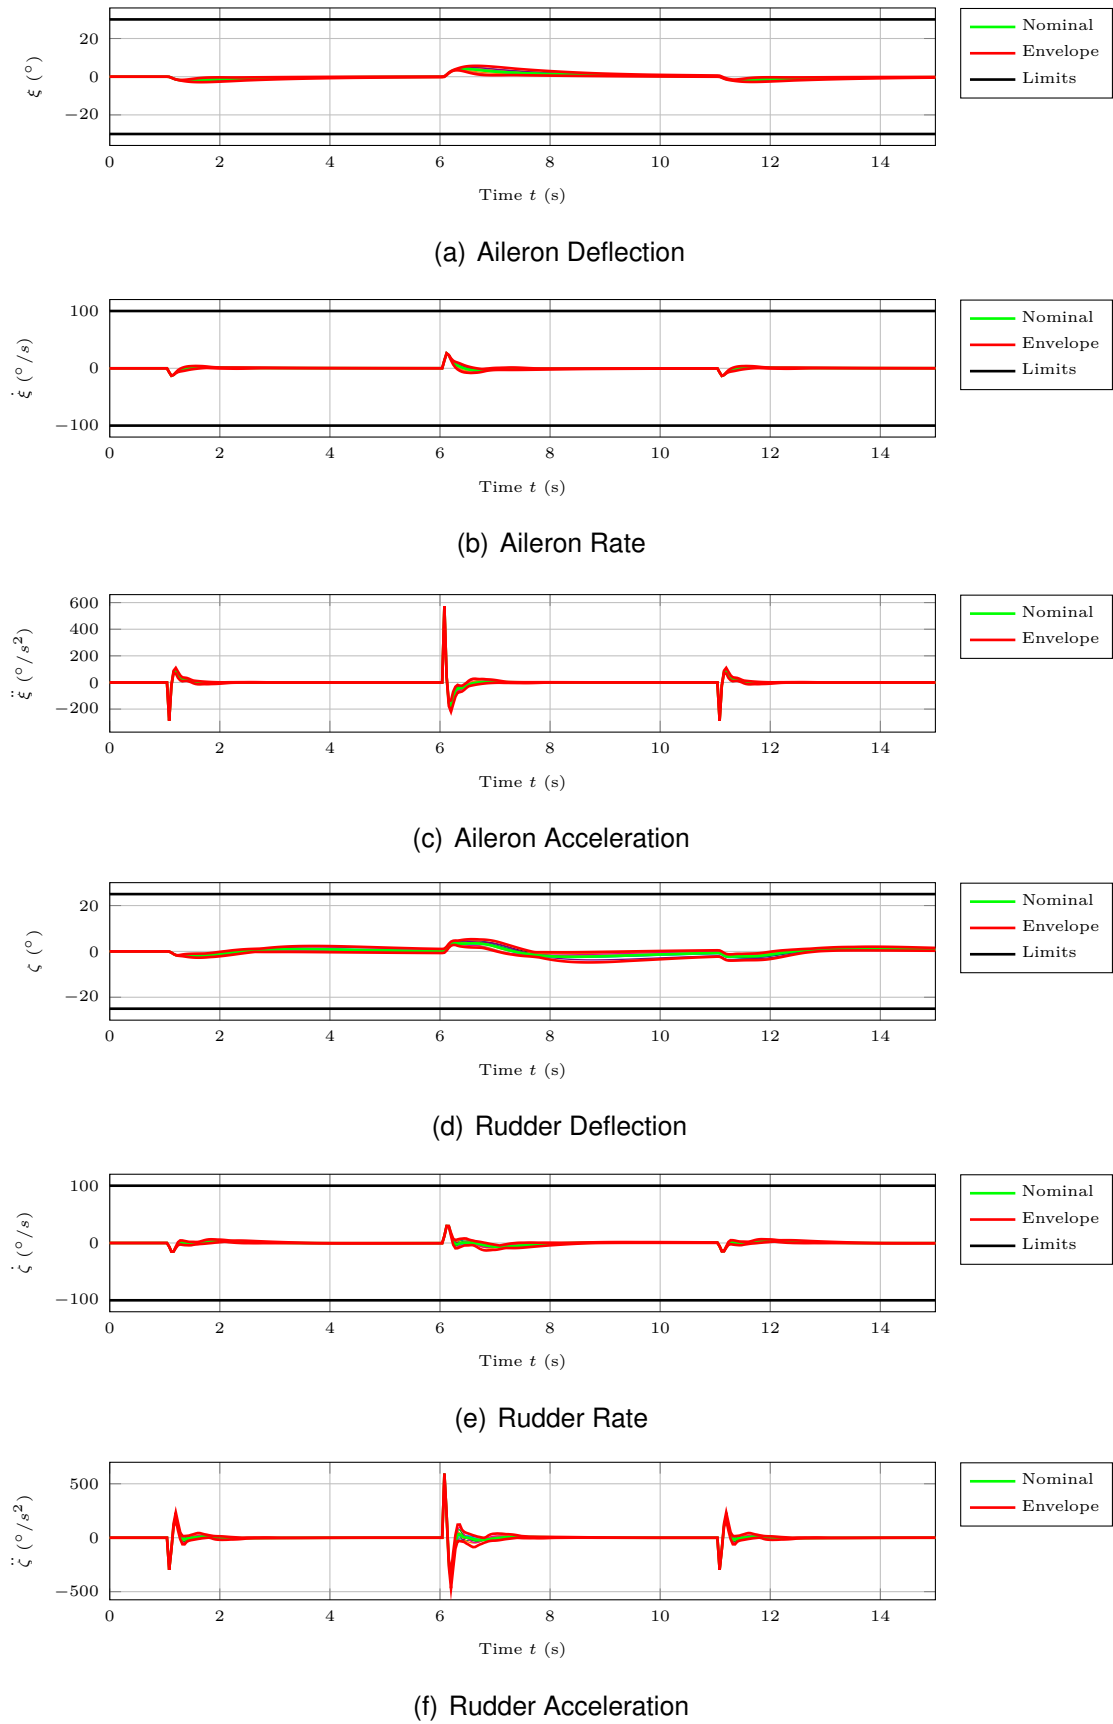 20
0
−20
ξ (°)
0 2 4 6 8 10 12 14
Time t (s)
Nominal
Envelope
Limits
(a) Aileron Deflection
100
0
−100
ξ̇ (°/s)
0 2 4 6 8 10 12 14
Time t (s)
Nominal
Envelope
Limits
(b) Aileron Rate
600
400
200
0
−200
ξ̈ (°/s²)
0 2 4 6 8 10 12 14
Time t (s)
Nominal
Envelope
(c) Aileron Acceleration
20
0
−20
ζ (°)
0 2 4 6 8 10 12 14
Time t (s)
Nominal
Envelope
Limits
(d) Rudder Deflection
100
0
−100
ζ̇ (°/s)
0 2 4 6 8 10 12 14
Time t (s)
Nominal
Envelope
Limits
(e) Rudder Rate
500
0
−500
ζ̈ (°/s²)
0 2 4 6 8 10 12 14
Time t (s)
Nominal
Envelope
(f) Rudder Acceleration